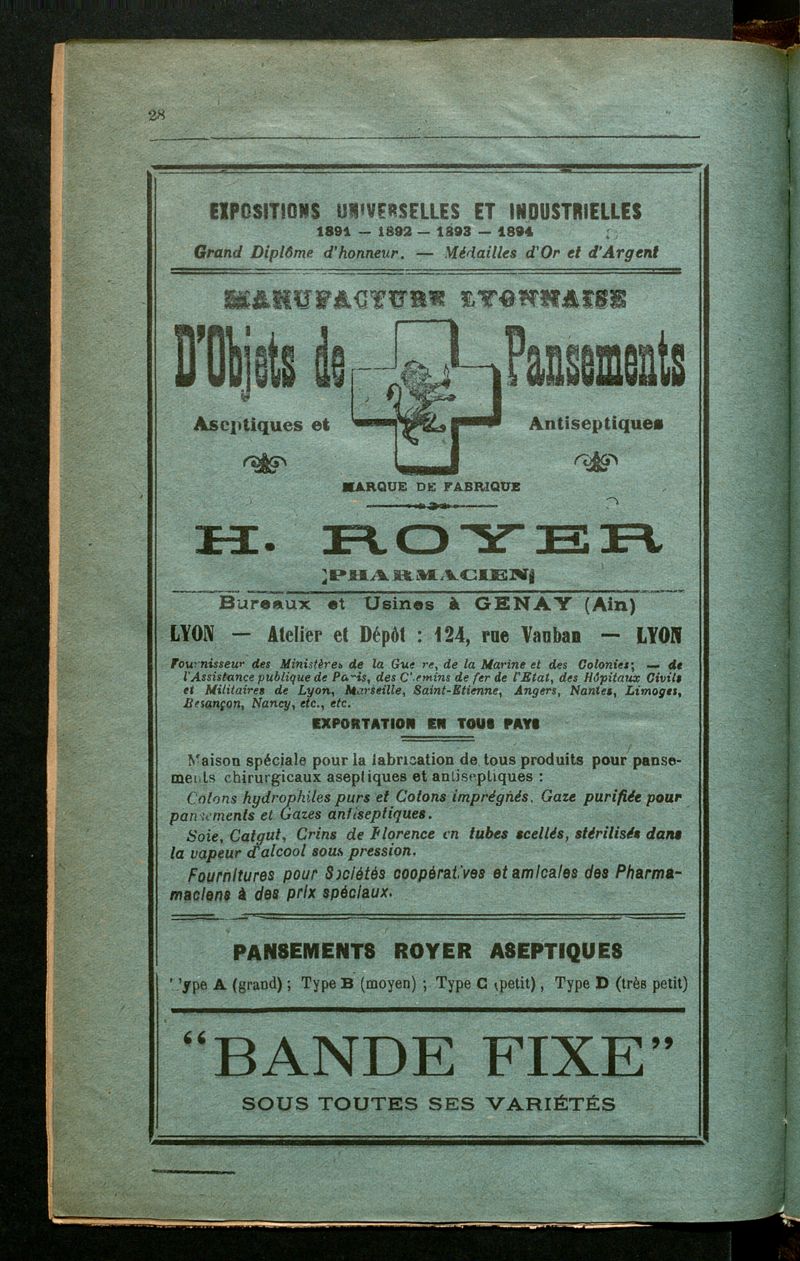 28
EXPOSITIONS UNIVERSELLES ET INDUSTRIELLES
1891 — 1892 — 1893 — 1894
Grand Diplôme d'honneur. — Médailles d'Or et d'Argent
MANUFACTURE LYONNAISE
D'Objets de Pansements
Aseptiques et Antiseptiques
MARQUE DE FABRIQUE
H. ROYER
PHARMACIEN
Bureaux et Usines à GENAY (Ain)
LYON — Atelier et Dépôt : 124, rue Vauban — LYON
Fournisseur des Ministères de la Guerre, de la Marine et des Colonies; — de
l'Assistance publique de Paris, des Chemins de fer de l'Etat, des Hôpitaux Civils
et Militaires de Lyon, Marseille, Saint-Etienne, Angers, Nantes, Limoges,
Besançon, Nancy, etc., etc.
EXPORTATION EN TOUS PAYS
Maison spéciale pour la fabrication de tous produits pour panse-
ments chirurgicaux aseptiques et antiseptiques :
Cotons hydrophiles purs et Cotons imprégnés. Gaze purifiée pour
pansements et Gazes antiseptiques.
Soie, Catgut, Crins de Florence en tubes scellés, stérilisés dans
la vapeur d'alcool sous pression.
Fournitures pour Sociétés coopératives et amicales des Pharma-
maciens à des prix spéciaux.
PANSEMENTS ROYER ASEPTIQUES
Type A (grand) ; Type B (moyen) ; Type C (petit), Type D (très petit)
“BANDE FIXE”
SOUS TOUTES SES VARIÉTÉS